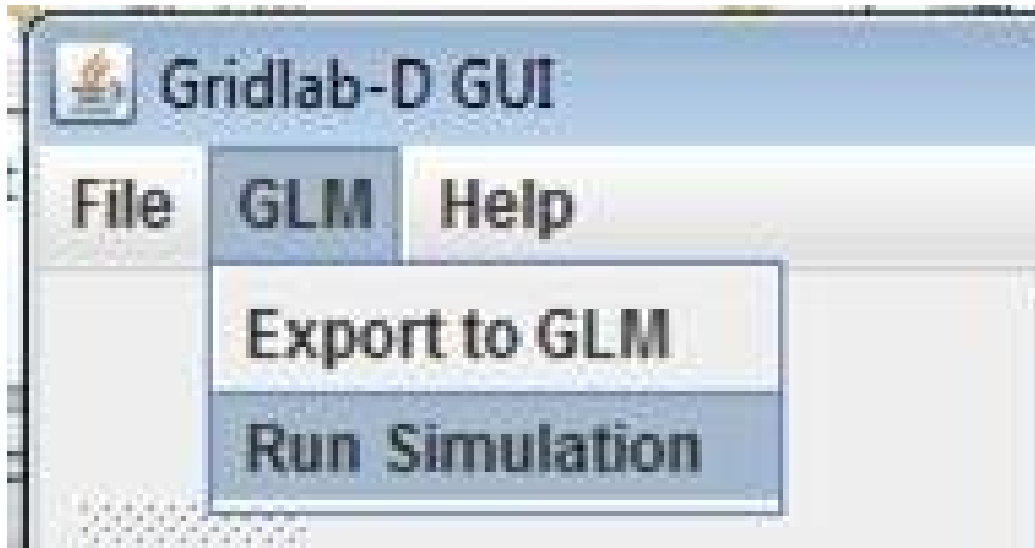 Gridlab-D GUI
File GLM Help
Export to GLM
Run Simulation